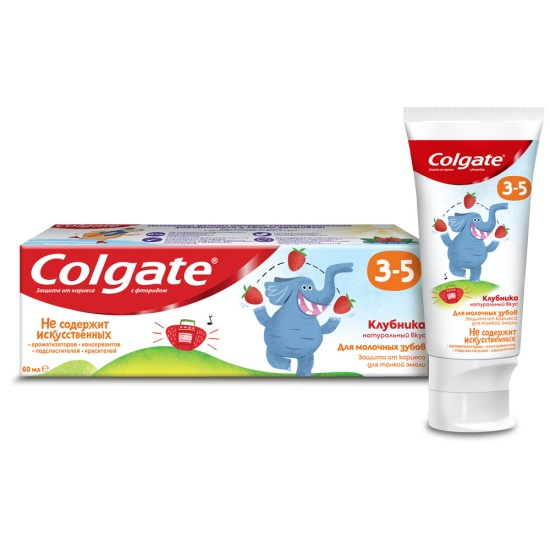 Colgate®
Защита от кариеса с фторидом
3-5
Не содержит
искусственных
• ароматизаторов • консервантов
• подсластителей • красителей
60 мл e
Клубника
натуральный вкус
Для молочных зубов
Защита от кариеса
для тонкой эмали
Colgate®
Защита от кариеса с фторидом
3-5
Клубника
натуральный вкус
Для молочных зубов
Защита от кариеса
для тонкой эмали
Не содержит
искусственных
• ароматизаторов • консервантов
• подсластителей • красителей